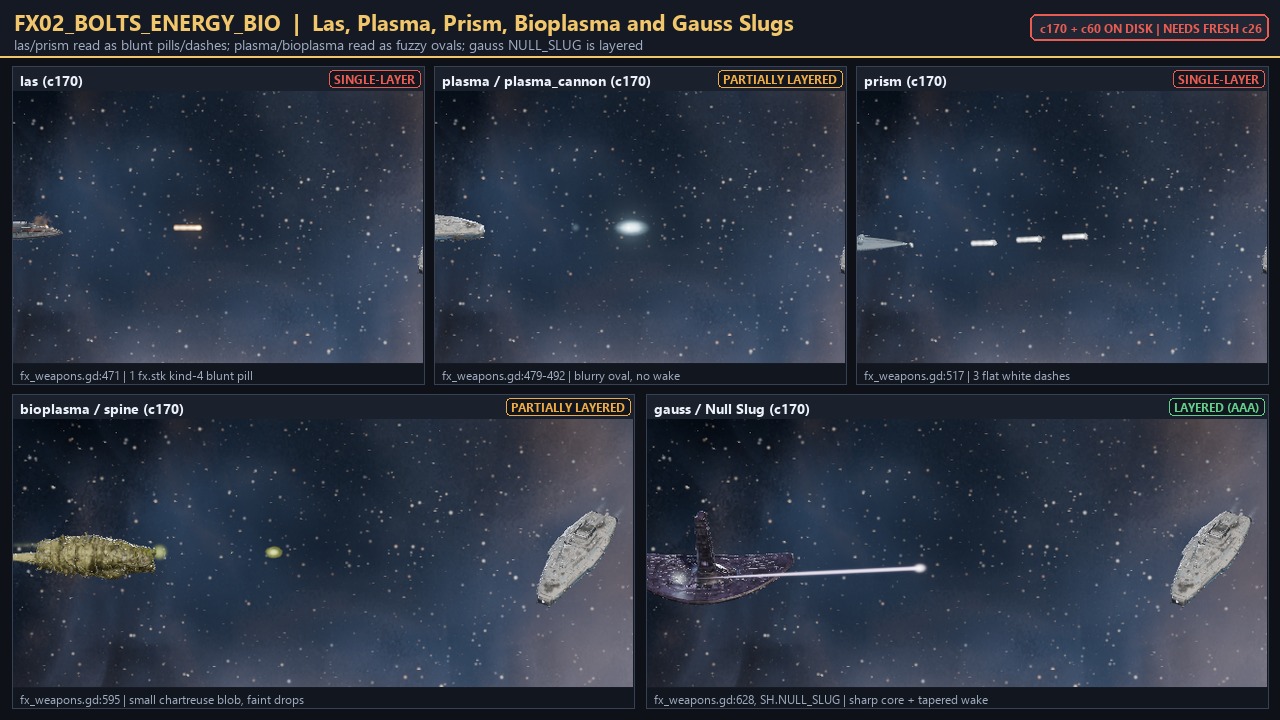 FX02_BOLTS_ENERGY_BIO | Las, Plasma, Prism, Bioplasma and Gauss Slugs
las/prism read as blunt pills/dashes; plasma/bioplasma read as fuzzy ovals; gauss NULL_SLUG is layered
c170 + c60 ON DISK | NEEDS FRESH c26
las (c170)
SINGLE-LAYER
fx_weapons.gd:471 | 1 fx.stk kind-4 blunt pill
plasma / plasma_cannon (c170)
PARTIALLY LAYERED
fx_weapons.gd:479-492 | blurry oval, no wake
prism (c170)
SINGLE-LAYER
fx_weapons.gd:517 | 3 flat white dashes
bioplasma / spine (c170)
PARTIALLY LAYERED
fx_weapons.gd:595 | small chartreuse blob, faint drops
gauss / Null Slug (c170)
LAYERED (AAA)
fx_weapons.gd:628, SH.NULL_SLUG | sharp core + tapered wake